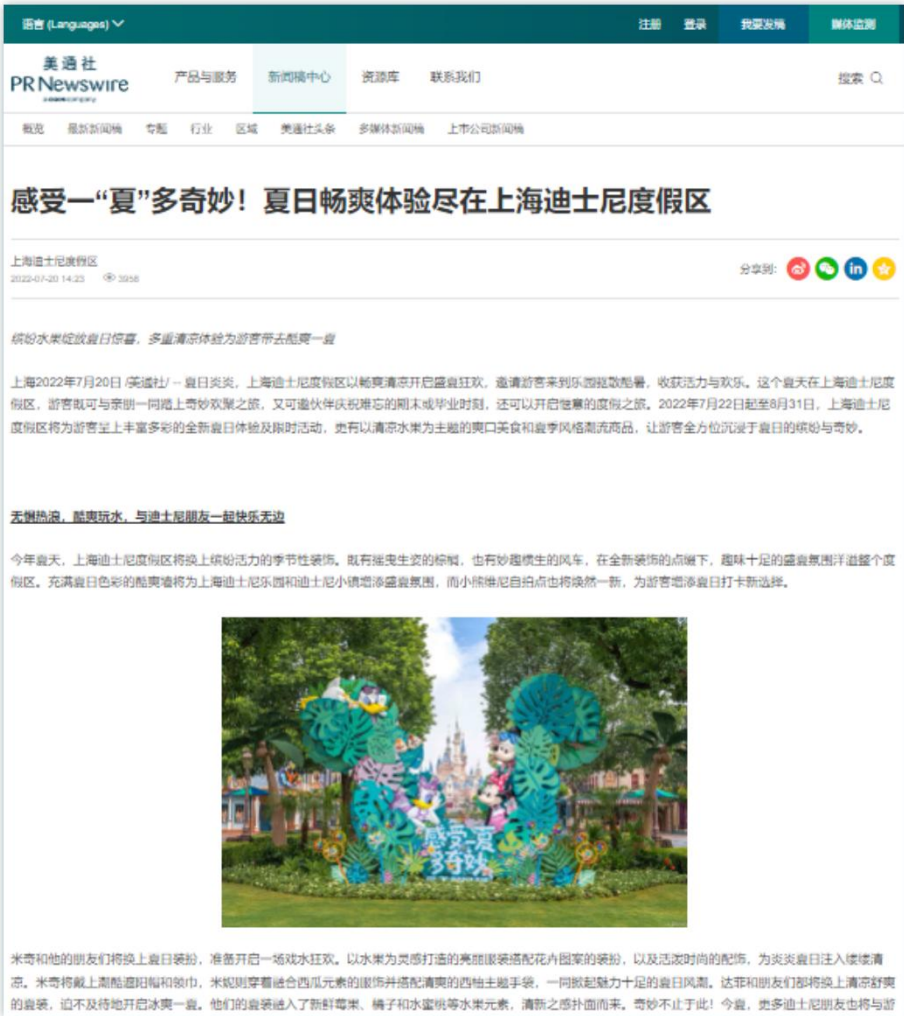 语言 (Languages)
注册 登录 我要发稿 媒体监测
美通社
PR Newswire
a cision company
产品与服务 新闻稿中心 资源库 联系我们
搜索
概览 最新新闻稿 专题 行业 区域 美通社头条 多媒体新闻稿 上市公司新闻稿
感受一“夏”多奇妙！夏日畅爽体验尽在上海迪士尼度假区
上海迪士尼度假区
2022-07-20 14:23 3958
分享到:
in
缤纷水果绽放夏日惊喜，多重清凉体验为游客带去酷爽一夏
上海2022年7月20日 /美通社/ -- 夏日炎炎，上海迪士尼度假区以畅爽清凉开启盛夏狂欢，邀请游客来到乐园驱散酷暑，收获活力与欢乐。这个夏天在上海迪士尼度
假区，游客既可与亲朋一同踏上奇妙欢聚之旅，又可邀伙伴庆祝难忘的期末或毕业时刻，还可以开启惬意的度假之旅。2022年7月22日起至8月31日，上海迪士尼
度假区将为游客呈上丰富多彩的全新夏日体验及限时活动，更有以清凉水果为主题的爽口美食和夏季风格潮流商品，让游客全方位沉浸于夏日的缤纷与奇妙。
无惧热浪，酷爽玩水，与迪士尼朋友一起快乐无边
今年夏天，上海迪士尼度假区将换上缤纷活力的季节性装饰。既有摇曳生姿的棕榈，也有妙趣横生的风车，在全新装饰的点缀下，趣味十足的盛夏氛围洋溢整个度
假区。充满夏日色彩的酷爽墙将为上海迪士尼乐园和迪士尼小镇增添盛夏氛围，而小熊维尼自拍点也将焕然一新，为游客增添夏日打卡新选择。
感受一夏
多奇妙
米奇和他的朋友们将换上夏日装扮，准备开启一场戏水狂欢。以水果为灵感打造的亮丽服装搭配花卉图案的装扮，以及活泼时尚的配饰，为炎炎夏日注入缕缕清
凉。米奇将戴上潮酷遮阳帽和领巾，米妮则穿着融合西瓜元素的服饰并搭配清爽的西柚主题手袋，一同掀起魅力十足的夏日风潮。达菲和朋友们都将换上清凉舒爽
的夏装，迫不及待地开启冰爽一夏。他们的夏装融入了新鲜莓果、橘子和水蜜桃等水果元素，清新之感扑面而来。奇妙不止于此！今夏，更多迪士尼朋友也将与游